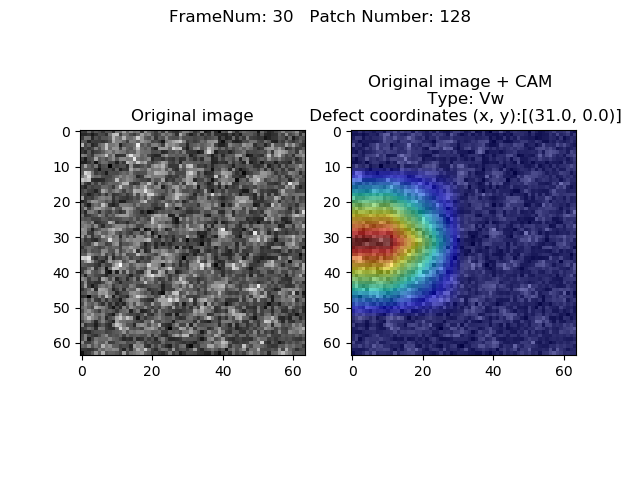 FrameNum: 30   Patch Number: 128
Original image
Original image + CAM
Type: Vw
Defect coordinates (x, y):[(31.0, 0.0)]
0
10
20
30
40
50
60
0 20 40 60
0
10
20
30
40
50
60
0 20 40 60